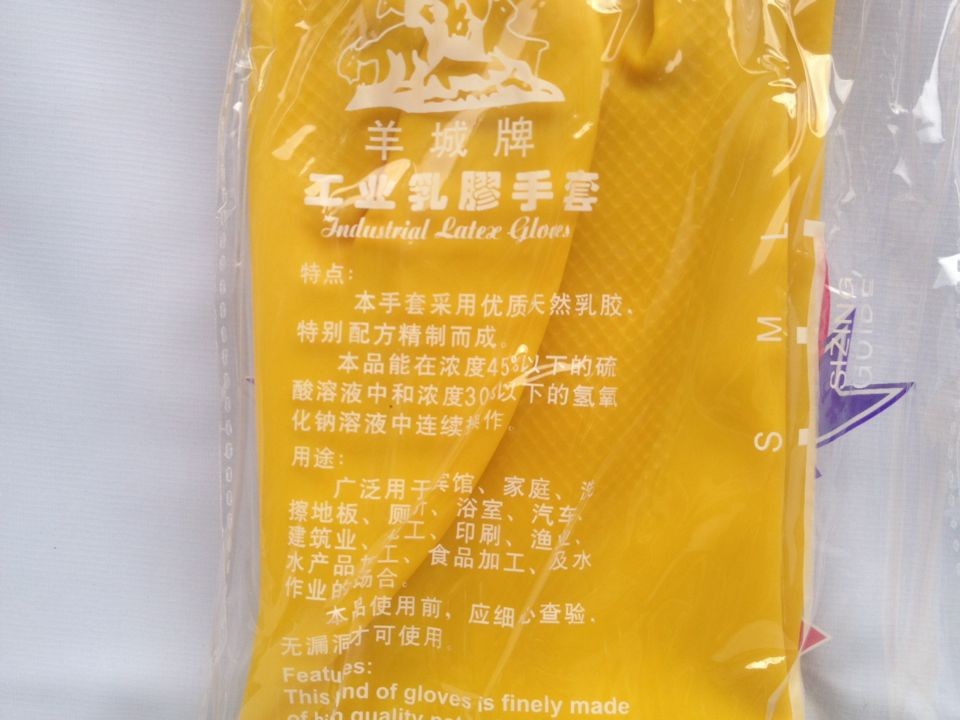 羊城牌
工业乳膠手套
Industrial Latex Gloves
特点：
本手套采用优质天然乳胶，
特别配方精制而成。
本品能在浓度45%以下的硫
酸溶液中和浓度30%以下的氢氧
化钠溶液中连续操作。
用途：
广泛用于宾馆、家庭、
擦地板、厕所、浴室、汽车、
建筑业、工、印刷、渔业、
水产品加工、食品加工、及水
作业的场合。
本品使用前，应细心查验，
无漏洞才可使用。
Features:
This kind of gloves is finely made
of high quality
S M L
GUIDE